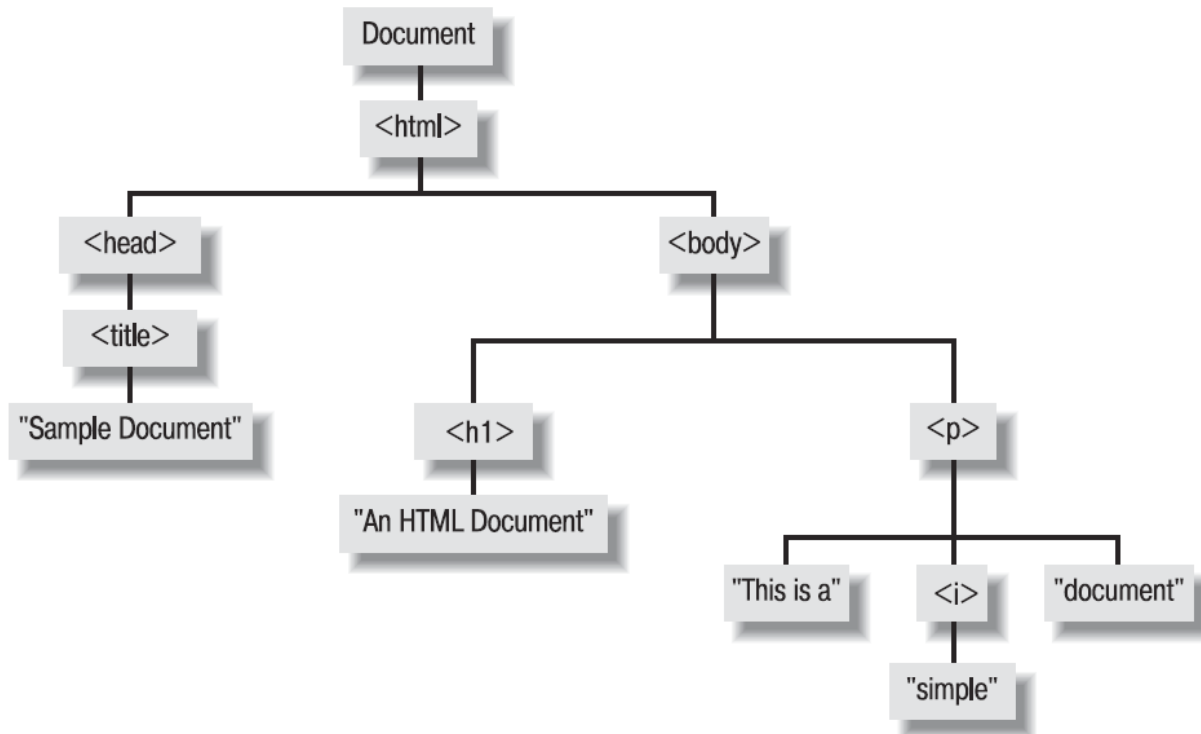 Document
<html>
<head>
<body>
<title>
"Sample Document"
<h1>
<p>
"An HTML Document"
"This is a"
<i>
"document"
"simple"